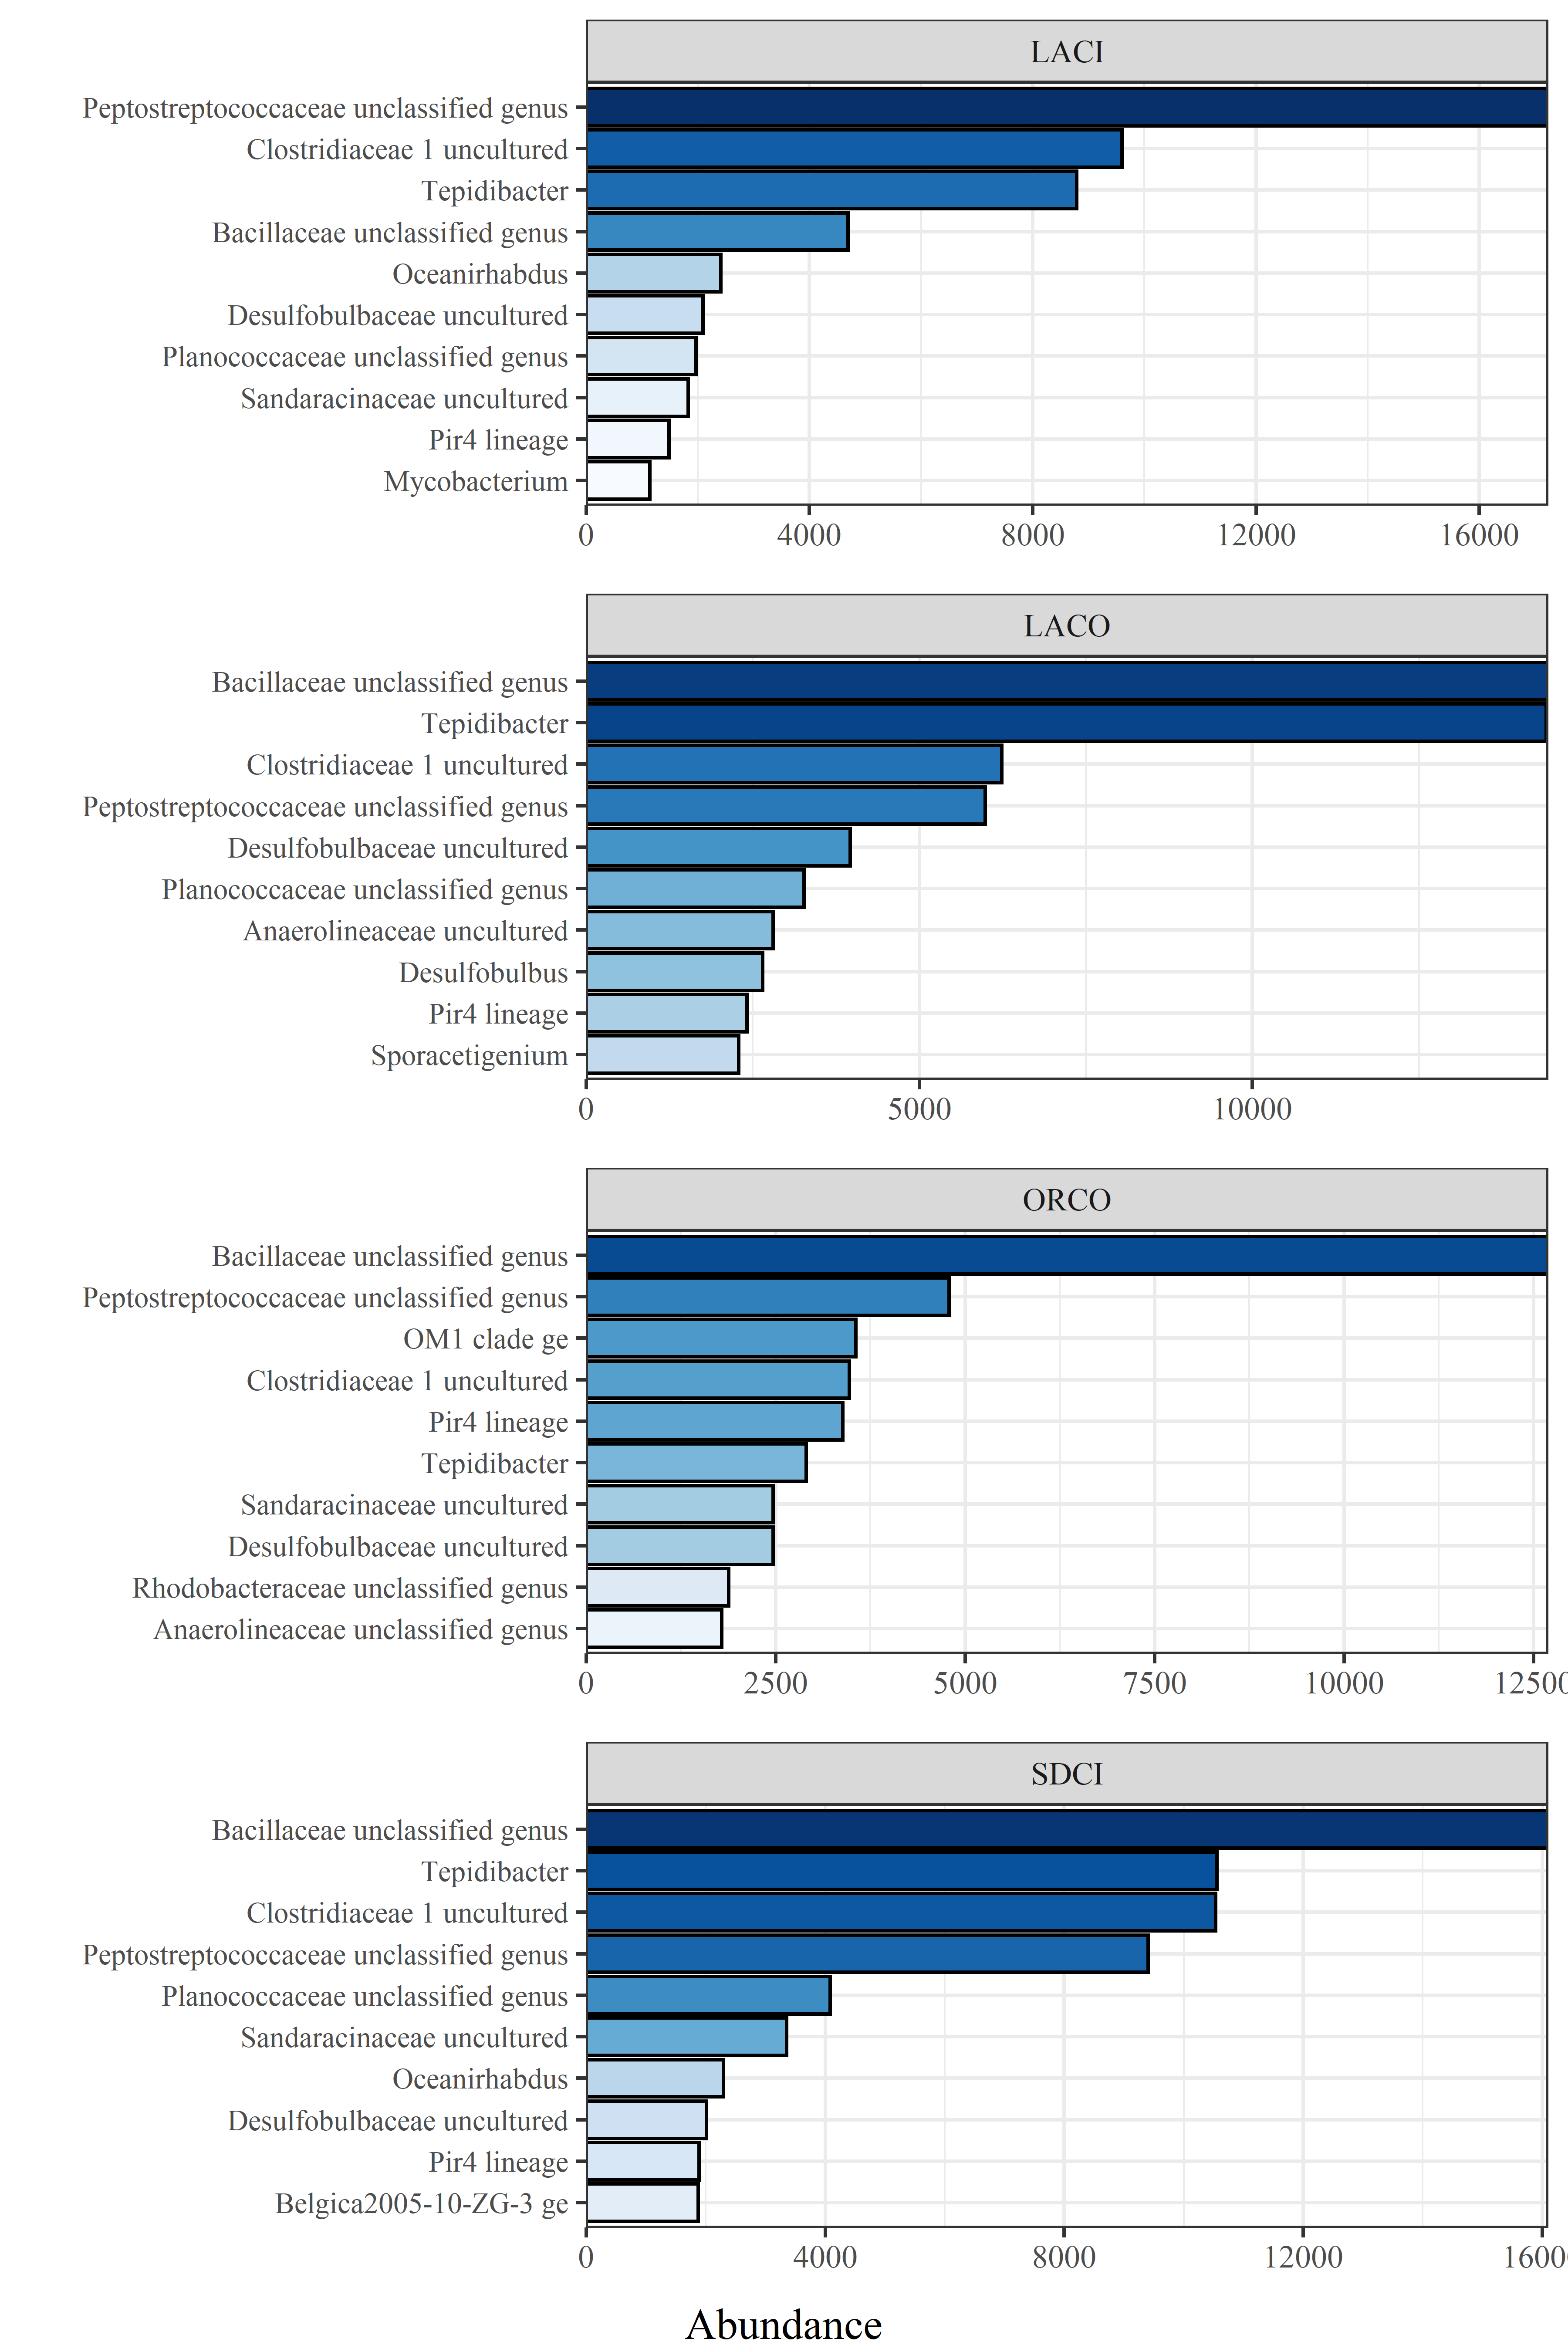 LACI
Peptostreptococcaceae unclassified genus
Clostridiaceae 1 uncultured
Tepidibacter
Bacillaceae unclassified genus
Oceanirhabdus
Desulfobulbaceae uncultured
Planococcaceae unclassified genus
Sandaracinaceae uncultured
Pir4 lineage
Mycobacterium
0 4000 8000 12000 16000
LACO
Bacillaceae unclassified genus
Tepidibacter
Clostridiaceae 1 uncultured
Peptostreptococcaceae unclassified genus
Desulfobulbaceae uncultured
Planococcaceae unclassified genus
Anaerolineaceae uncultured
Desulfobulbus
Pir4 lineage
Sporacetigenium
0 5000 10000
ORCO
Bacillaceae unclassified genus
Peptostreptococcaceae unclassified genus
OM1 clade ge
Clostridiaceae 1 uncultured
Pir4 lineage
Tepidibacter
Sandaracinaceae uncultured
Desulfobulbaceae uncultured
Rhodobacteraceae unclassified genus
Anaerolineaceae unclassified genus
0 2500 5000 7500 10000 12500
SDCI
Bacillaceae unclassified genus
Tepidibacter
Clostridiaceae 1 uncultured
Peptostreptococcaceae unclassified genus
Planococcaceae unclassified genus
Sandaracinaceae uncultured
Oceanirhabdus
Desulfobulbaceae uncultured
Pir4 lineage
Belgica2005-10-ZG-3 ge
0 4000 8000 12000 1600
Abundance